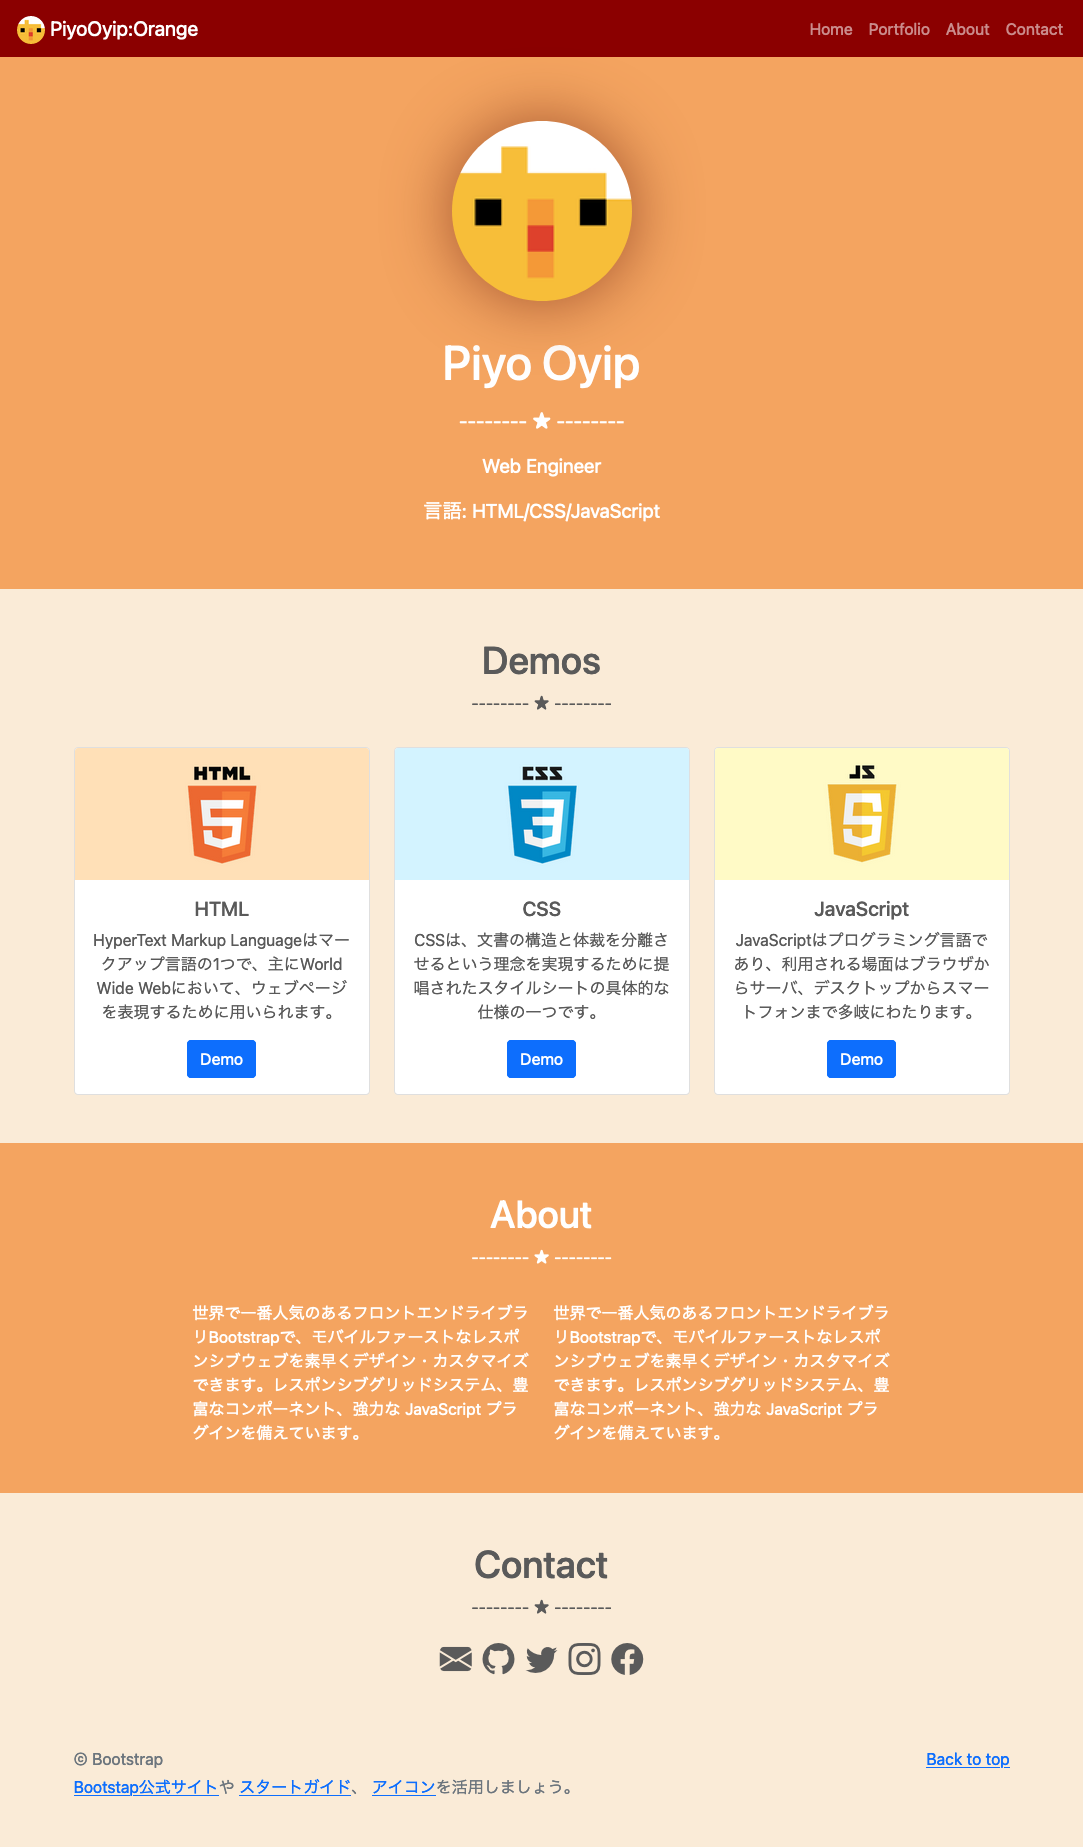 PiyoOyip:Orange
Home Portfolio About Contact
Piyo Oyip
-------- ★ --------
Web Engineer
言語: HTML/CSS/JavaScript
Demos
-------- ★ --------
HTML
HTML
HyperText Markup Languageはマー
クアップ言語の1つで、主にWorld
Wide Webにおいて、ウェブページ
を表現するために用いられます。
Demo
CSS
CSS
CSSは、文書の構造と体裁を分離さ
せるという理念を実現するために提
唱されたスタイルシートの具体的な
仕様の一つです。
Demo
JS
JavaScript
JavaScriptはプログラミング言語で
あり、利用される場面はブラウザか
らサーバ、デスクトップからスマー
トフォンまで多岐にわたります。
Demo
About
-------- ★ --------
世界で一番人気のあるフロントエンドライブラ
リBootstrapで、モバイルファーストなレスポ
ンシブウェブを素早くデザイン・カスタマイズ
できます。レスポンシブグリッドシステム、豊
富なコンポーネント、強力な JavaScript プラ
グインを備えています。
世界で一番人気のあるフロントエンドライブラ
リBootstrapで、モバイルファーストなレスポ
ンシブウェブを素早くデザイン・カスタマイズ
できます。レスポンシブグリッドシステム、豊
富なコンポーネント、強力な JavaScript プラ
グインを備えています。
Contact
-------- ★ --------
© Bootstrap
Back to top
Bootstap公式サイトや スタートガイド、 アイコンを活用しましょう。